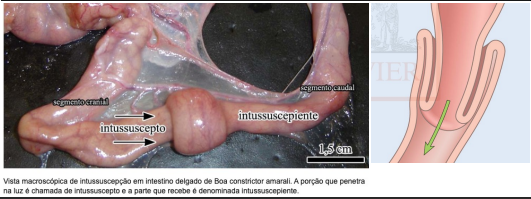 segmento cranial
segmento caudal
intussuscepto
intussuscepiente
1,5 cm
VIER
Vista macroscópica de intussuscepção em intestino delgado de Boa constrictor amarali. A porção que penetra
na luz é chamada de intussuscepto e a parte que recebe é denominada intussuscepiente.